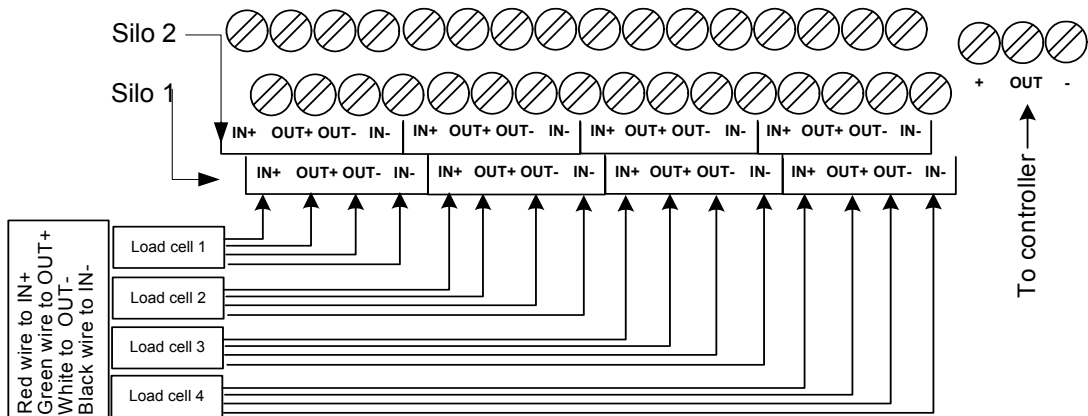 Silo 2
Silo 1
+ OUT -
IN+ OUT+ OUT- IN- IN+ OUT+ OUT- IN- IN+ OUT+ OUT- IN- IN+ OUT+ OUT- IN-
IN+ OUT+ OUT- IN- IN+ OUT+ OUT- IN- IN+ OUT+ OUT- IN- IN+ OUT+ OUT- IN-
To controller
Red wire to IN+
Green wire to OUT+
White to OUT-
Black wire to IN-
Load cell 1
Load cell 2
Load cell 3
Load cell 4